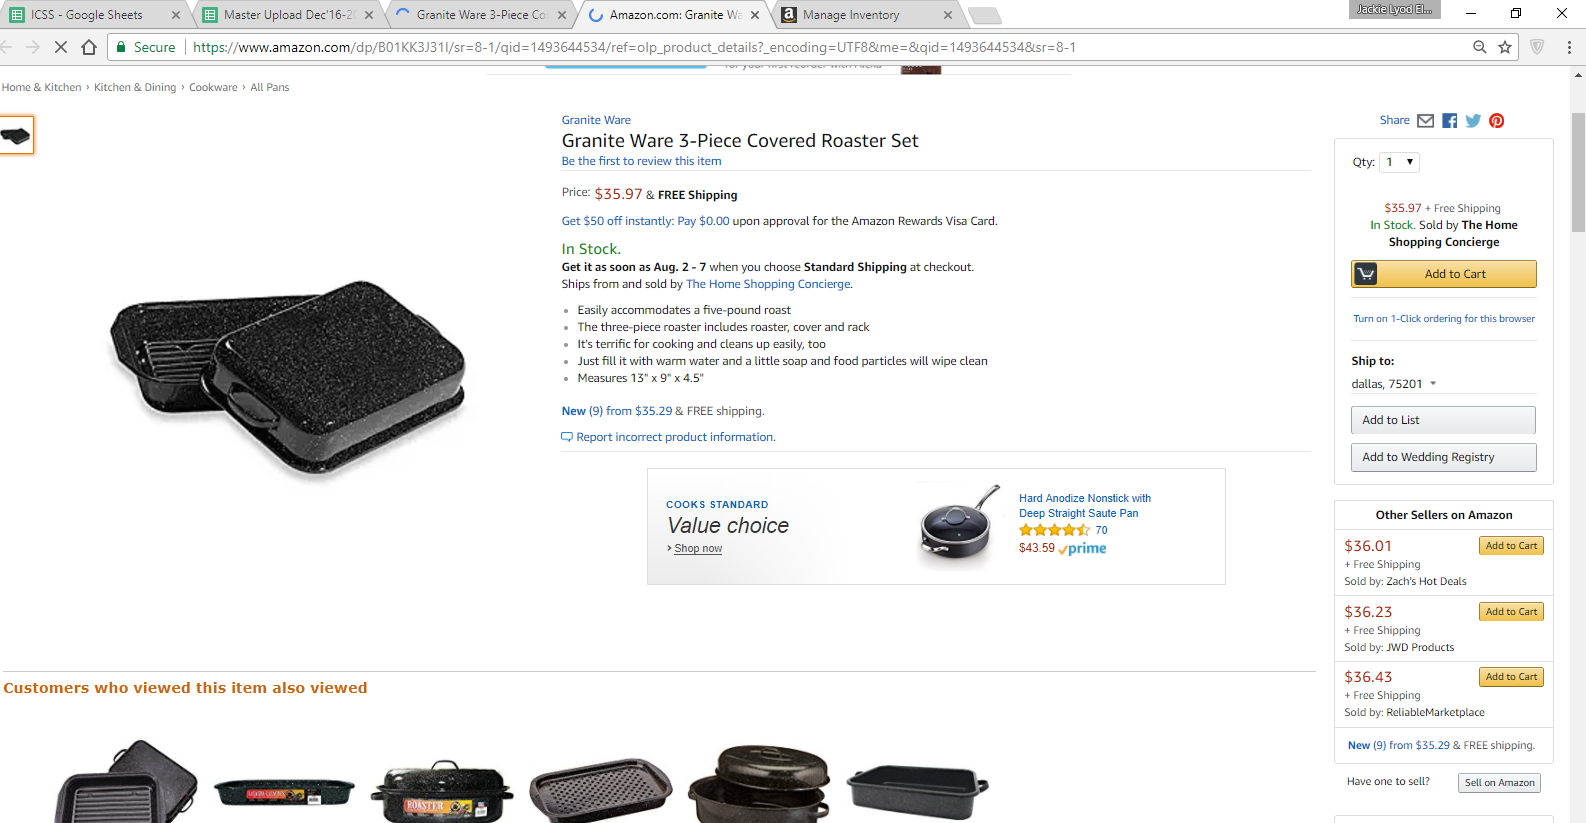 ICSS - Google Sheets
Master Upload Dec'16-2
Granite Ware 3-Piece Co
Amazon.com: Granite Wa
Manage Inventory
Jackie Lyod El...
Secure
https://www.amazon.com/dp/B01KK3J31I/sr=8-1/qid=1493644534/ref=olp_product_details?_encoding=UTF8&me=&qid=1493644534&sr=8-1
for your first reorder with Alexa
Home & Kitchen › Kitchen & Dining › Cookware › All Pans
Granite Ware
Granite Ware 3-Piece Covered Roaster Set
Be the first to review this item
Price: $35.97 & FREE Shipping
Get $50 off instantly: Pay $0.00 upon approval for the Amazon Rewards Visa Card.
In Stock.
Get it as soon as Aug. 2 - 7 when you choose Standard Shipping at checkout.
Ships from and sold by The Home Shopping Concierge.
Easily accommodates a five-pound roast
The three-piece roaster includes roaster, cover and rack
It's terrific for cooking and cleans up easily, too
Just fill it with warm water and a little soap and food particles will wipe clean
Measures 13" x 9" x 4.5"
New (9) from $35.29 & FREE shipping.
Report incorrect product information.
COOKS STANDARD
Value choice
› Shop now
Hard Anodize Nonstick with
Deep Straight Saute Pan
70
$43.59 prime
Share
Qty: 1
$35.97 + Free Shipping
In Stock. Sold by The Home
Shopping Concierge
Add to Cart
Turn on 1-Click ordering for this browser
Ship to:
dallas, 75201
Add to List
Add to Wedding Registry
Other Sellers on Amazon
$36.01
Add to Cart
+ Free Shipping
Sold by: Zach's Hot Deals
$36.23
Add to Cart
+ Free Shipping
Sold by: JWD Products
$36.43
Add to Cart
+ Free Shipping
Sold by: ReliableMarketplace
New (9) from $35.29 & FREE shipping.
Have one to sell?
Sell on Amazon
Customers who viewed this item also viewed
ROASTER